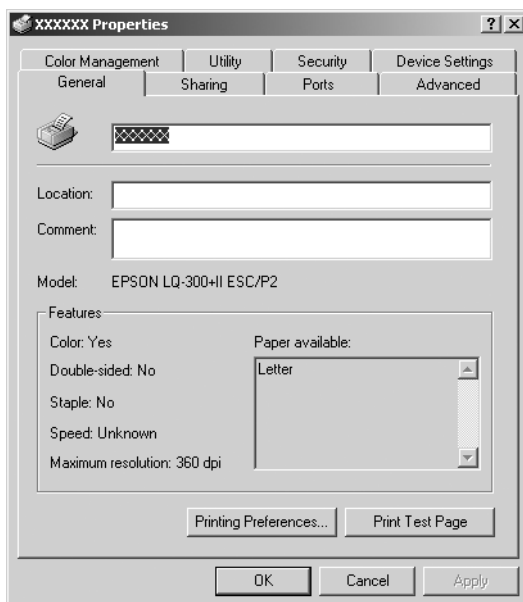 XXXXXX Properties
? X
Color Management Utility Security Device Settings
General Sharing Ports Advanced
XXXXXX
Location:
Comment:
Model: EPSON LQ-300+II ESC/P2
Features
Color: Yes Paper available:
Double-sided: No Letter
Staple: No
Speed: Unknown
Maximum resolution: 360 dpi
Printing Preferences... Print Test Page
OK Cancel Apply